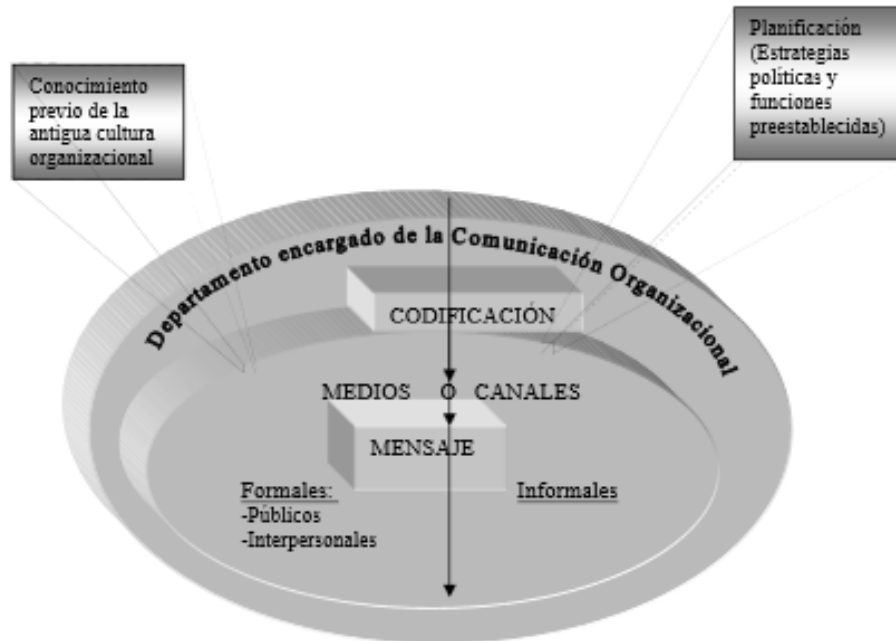 Planificación
(Estrategias
políticas y
funciones
preestablecidas)
Conocimiento
previo de la
antigua cultura
organizacional
Departamento encargado de la Comunicación Organizacional
CODIFICACIÓN
MEDIOS O CANALES
MENSAJE
Formales: Informales
-Públicos
-Interpersonales